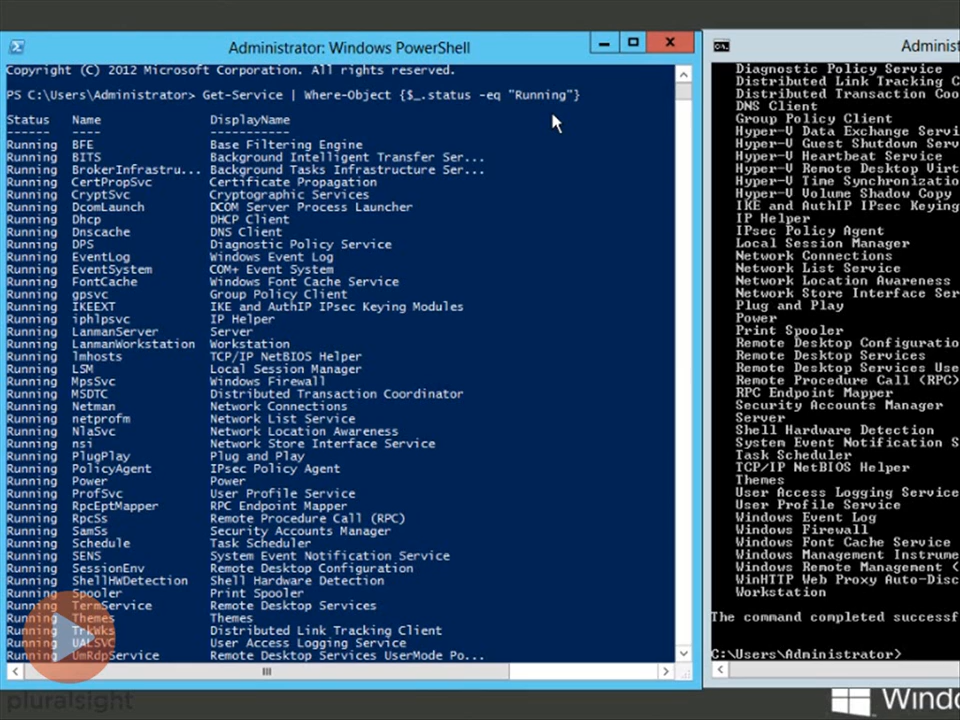 Administrator: Windows PowerShell
Copyright (C) 2012 Microsoft Corporation. All rights reserved.
PS C:\Users\Administrator> Get-Service | Where-Object {$_.status -eq "Running"}
Status Name DisplayName
------ ---- -----------
Running BFE Base Filtering Engine
Running BITS Background Intelligent Transfer Ser...
Running BrokerInfrastru... Background Tasks Infrastructure Ser...
Running CertPropSvc Certificate Propagation
Running CryptSvc Cryptographic Services
Running DcomLaunch DCOM Server Process Launcher
Running Dhcp DHCP Client
Running Dnscache DNS Client
Running DPS Diagnostic Policy Service
Running EventLog Windows Event Log
Running EventSystem COM+ Event System
Running FontCache Windows Font Cache Service
Running gpsvc Group Policy Client
Running IKEEXT IKE and AuthIP IPsec Keying Modules
Running iphlpsvc IP Helper
Running LanmanServer Server
Running LanmanWorkstation Workstation
Running lmhosts TCP/IP NetBIOS Helper
Running LSM Local Session Manager
Running MpsSvc Windows Firewall
Running MSDTC Distributed Transaction Coordinator
Running Netman Network Connections
Running netprofm Network List Service
Running NlaSvc Network Location Awareness
Running nsi Network Store Interface Service
Running PlugPlay Plug and Play
Running PolicyAgent IPsec Policy Agent
Running Power Power
Running ProfSvc User Profile Service
Running RpcEptMapper RPC Endpoint Mapper
Running RpcSs Remote Procedure Call (RPC)
Running SamSs Security Accounts Manager
Running Schedule Task Scheduler
Running SENS System Event Notification Service
Running SessionEnv Remote Desktop Configuration
Running ShellHWDetection Shell Hardware Detection
Running Spooler Print Spooler
Running TermService Remote Desktop Services
Running Themes Themes
Running TrkWks Distributed Link Tracking Client
Running UALSVC User Access Logging Service
Running UmRdpService Remote Desktop Services UserMode Po...
pluralsight
Administ
Diagnostic Policy Service
Distributed Link Tracking C
Distributed Transaction Coo
DNS Client
Group Policy Client
Hyper-V Data Exchange Servi
Hyper-V Guest Shutdown Serv
Hyper-V Heartbeat Service
Hyper-V Remote Desktop Virt
Hyper-V Time Synchronizatio
Hyper-V Volume Shadow Copy
IKE and AuthIP IPsec Keying
IP Helper
IPsec Policy Agent
Local Session Manager
Network Connections
Network List Service
Network Location Awareness
Network Store Interface Ser
Plug and Play
Power
Print Spooler
Remote Desktop Configuratio
Remote Desktop Services
Remote Desktop Services Use
Remote Procedure Call (RPC)
RPC Endpoint Mapper
Security Accounts Manager
Server
Shell Hardware Detection
System Event Notification S
Task Scheduler
TCP/IP NetBIOS Helper
Themes
User Access Logging Service
User Profile Service
Windows Event Log
Windows Firewall
Windows Font Cache Service
Windows Management Instrume
Windows Remote Management (
WinHTTP Web Proxy Auto-Disc
Workstation
The command completed successf
C:\Users\Administrator>
Windo